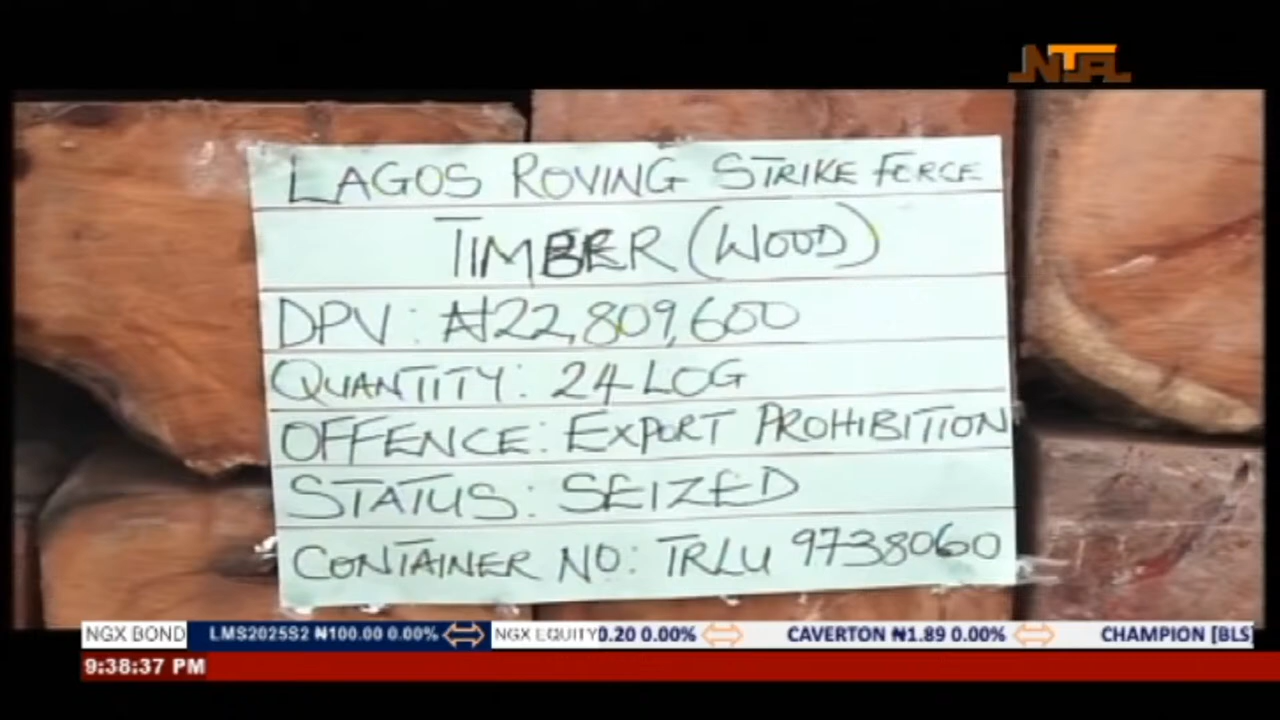 NTA
LAGOS ROVING STRIKE FORCE
TIMBER (WOOD)
DPV: ₦22,809,600
QUANTITY: 24 LOG
OFFENCE: EXPORT PROHIBITION
STATUS: SEIZED
CONTAINER NO: TRLU 9738060
NGX BOND LMS2025S2 ₦100.00 0.00% NGX EQUITY 0.20 0.00% CAVERTON ₦1.89 0.00% CHAMPION [BLS]
9:38:37 PM